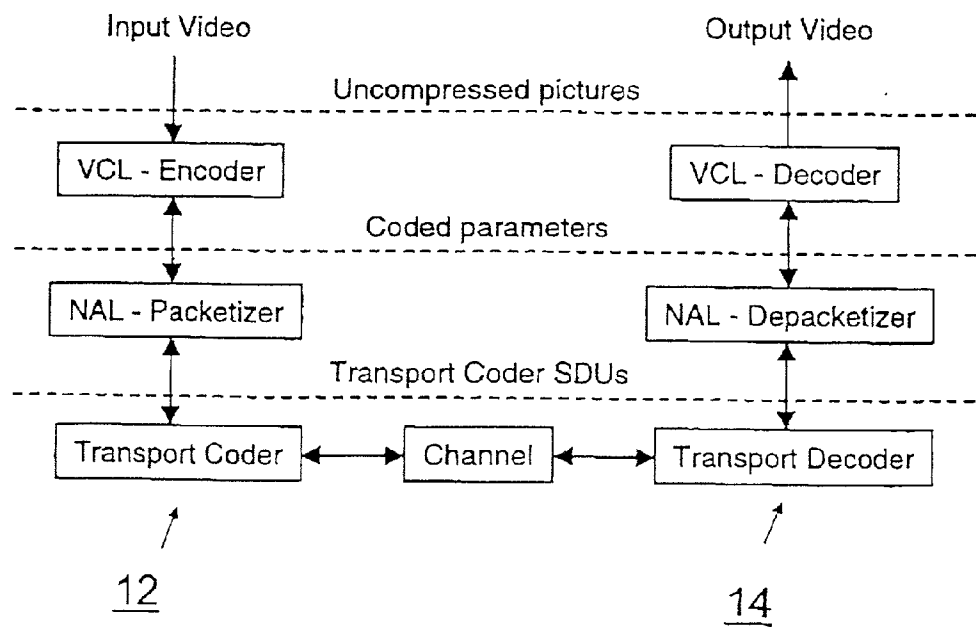 Input Video
Output Video
Uncompressed pictures
VCL - Encoder
VCL - Decoder
Coded parameters
NAL - Packetizer
NAL - Depacketizer
Transport Coder SDUs
Transport Coder
Channel
Transport Decoder
12
14